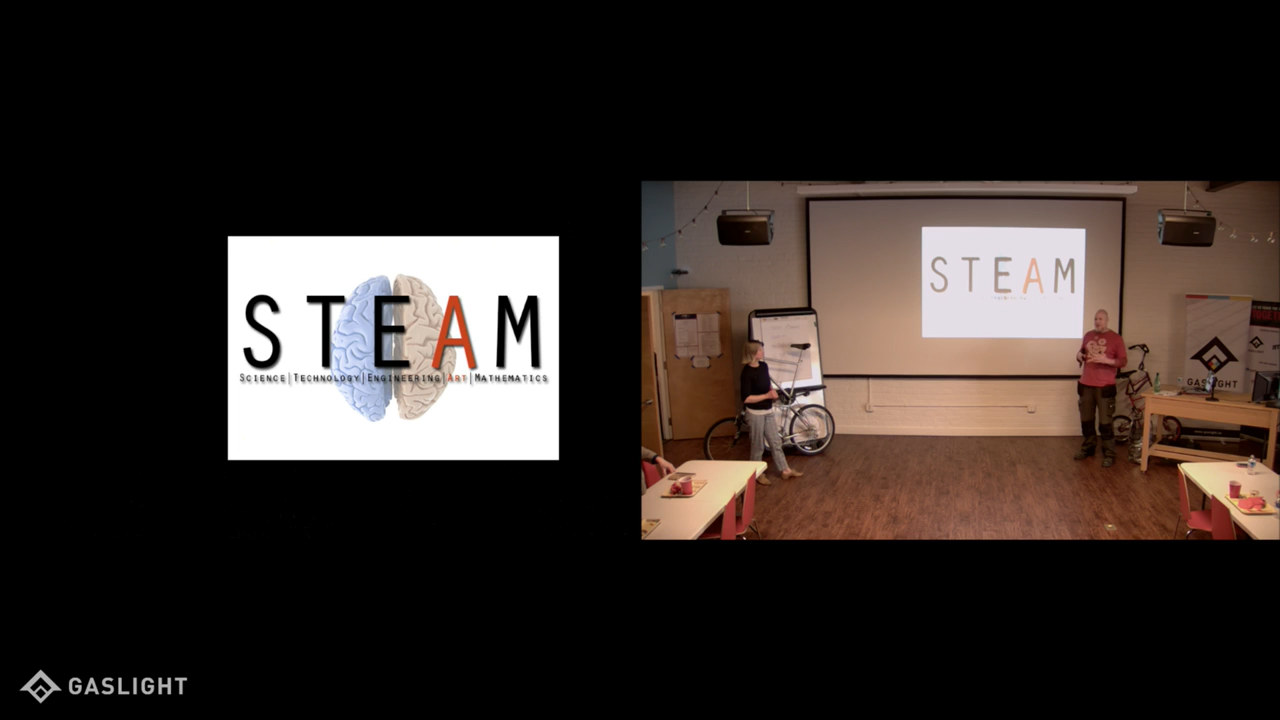 STEAM
SCIENCE|TECHNOLOGY|ENGINEERING|ART|MATHEMATICS
STEAM
GASLIGHT
GASLIGHT